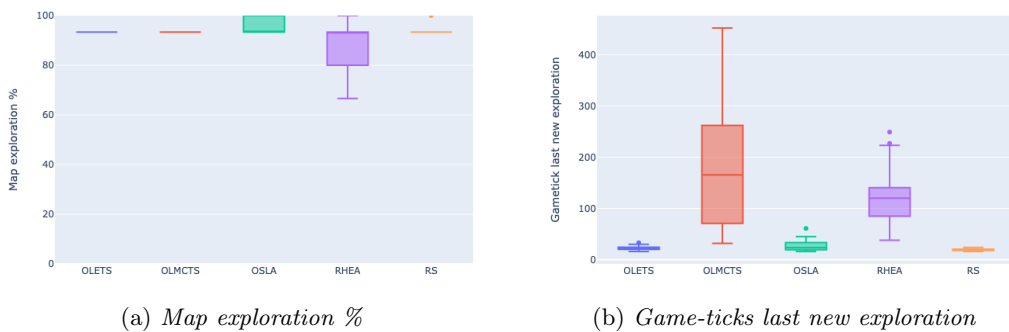 Map exploration %
100
80
60
40
20
0
OLETS OLMCTS OSLA RHEA RS
(a) Map exploration %
Gametick last new exploration
400
300
200
100
0
OLETS OLMCTS OSLA RHEA RS
(b) Game-ticks last new exploration